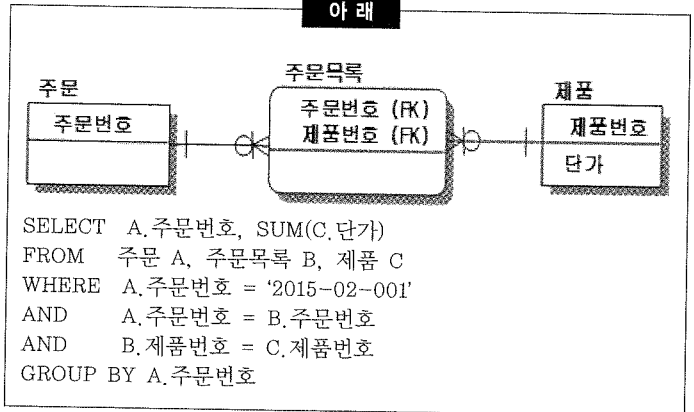 아 래
주문
주문번호
주문목록
주문번호 (FK)
제품번호 (FK)
제품
제품번호
단가
SELECT A.주문번호, SUM(C.단가)
FROM 주문 A, 주문목록 B, 제품 C
WHERE A.주문번호 = ‘2015-02-001’
AND A.주문번호 = B.주문번호
AND B.제품번호 = C.제품번호
GROUP BY A.주문번호